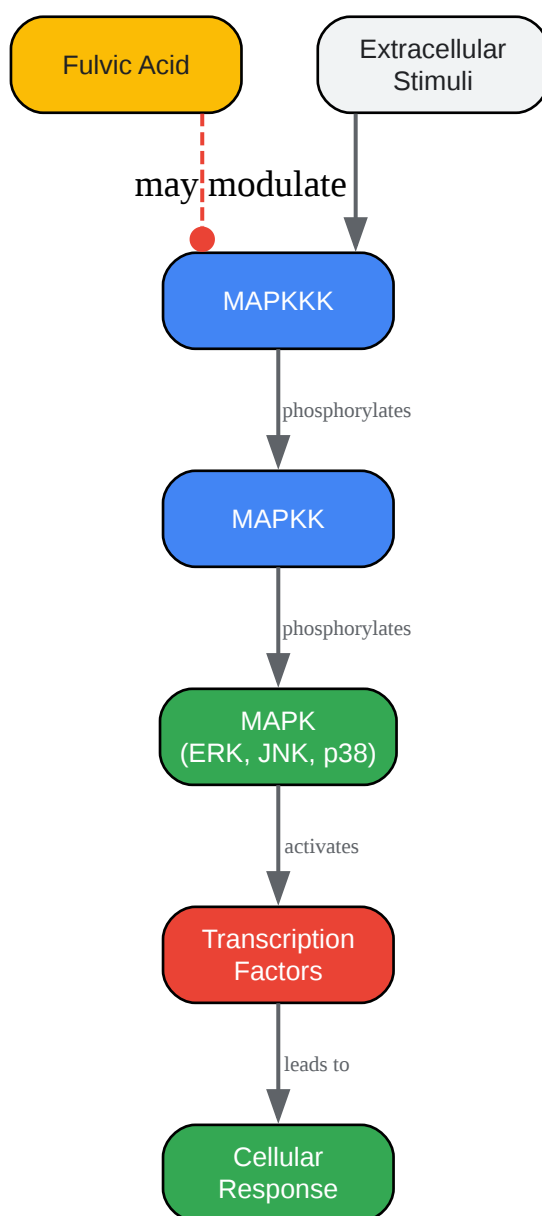 Fulvic Acid
Extracellular
Stimuli
may modulate
MAPKKK
phosphorylates
MAPKK
phosphorylates
MAPK
(ERK, JNK, p38)
activates
Transcription
Factors
leads to
Cellular
Response